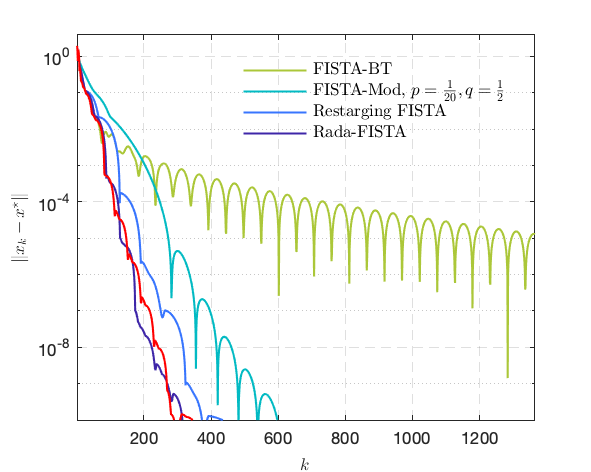 FISTA-BT
FISTA-Mod, p = 1/20, q = 1/2
Restarging FISTA
Rada-FISTA
10^0
10^-4
10^-8
||x_k − x*||
200 400 600 800 1000 1200
k